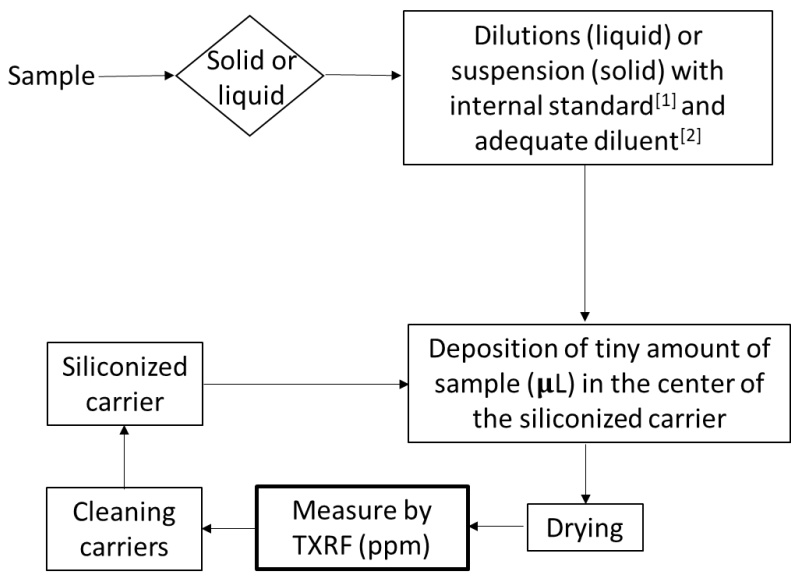 Sample
Solid or
liquid
Dilutions (liquid) or
suspension (solid) with
internal standard[1] and
adequate diluent[2]
Siliconized
carrier
Deposition of tiny amount of
sample (μL) in the center of
the siliconized carrier
Cleaning
carriers
Measure by
TXRF (ppm)
Drying